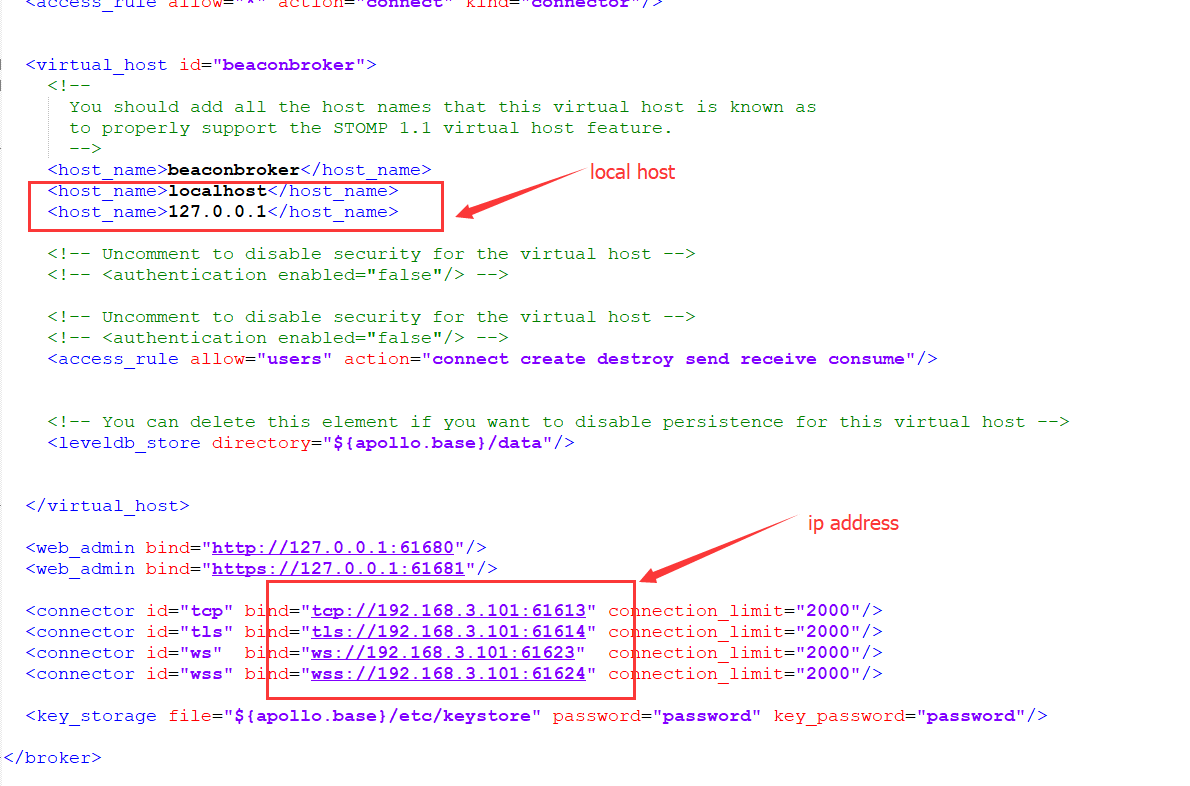 <access_rule allow="*" action="connect" kind="connector"/>
<virtual_host id="beaconbroker">
<!--
You should add all the host names that this virtual host is known as
to properly support the STOMP 1.1 virtual host feature.
-->
<host_name>beaconbroker</host_name>
local host
<host_name>localhost</host_name>
<host_name>127.0.0.1</host_name>
<!-- Uncomment to disable security for the virtual host -->
<!-- <authentication enabled="false"/> -->
<!-- Uncomment to disable security for the virtual host -->
<!-- <authentication enabled="false"/> -->
<access_rule allow="users" action="connect create destroy send receive consume"/>
<!-- You can delete this element if you want to disable persistence for this virtual host -->
<leveldb_store directory="${apollo.base}/data"/>
</virtual_host>
ip address
<web_admin bind="http://127.0.0.1:61680"/>
<web_admin bind="https://127.0.0.1:61681"/>
<connector id="tcp" bind="tcp://192.168.3.101:61613" connection_limit="2000"/>
<connector id="tls" bind="tls://192.168.3.101:61614" connection_limit="2000"/>
<connector id="ws"  bind="ws://192.168.3.101:61623"  connection_limit="2000"/>
<connector id="wss" bind="wss://192.168.3.101:61624" connection_limit="2000"/>
<key_storage file="${apollo.base}/etc/keystore" password="password" key_password="password"/>
</broker>